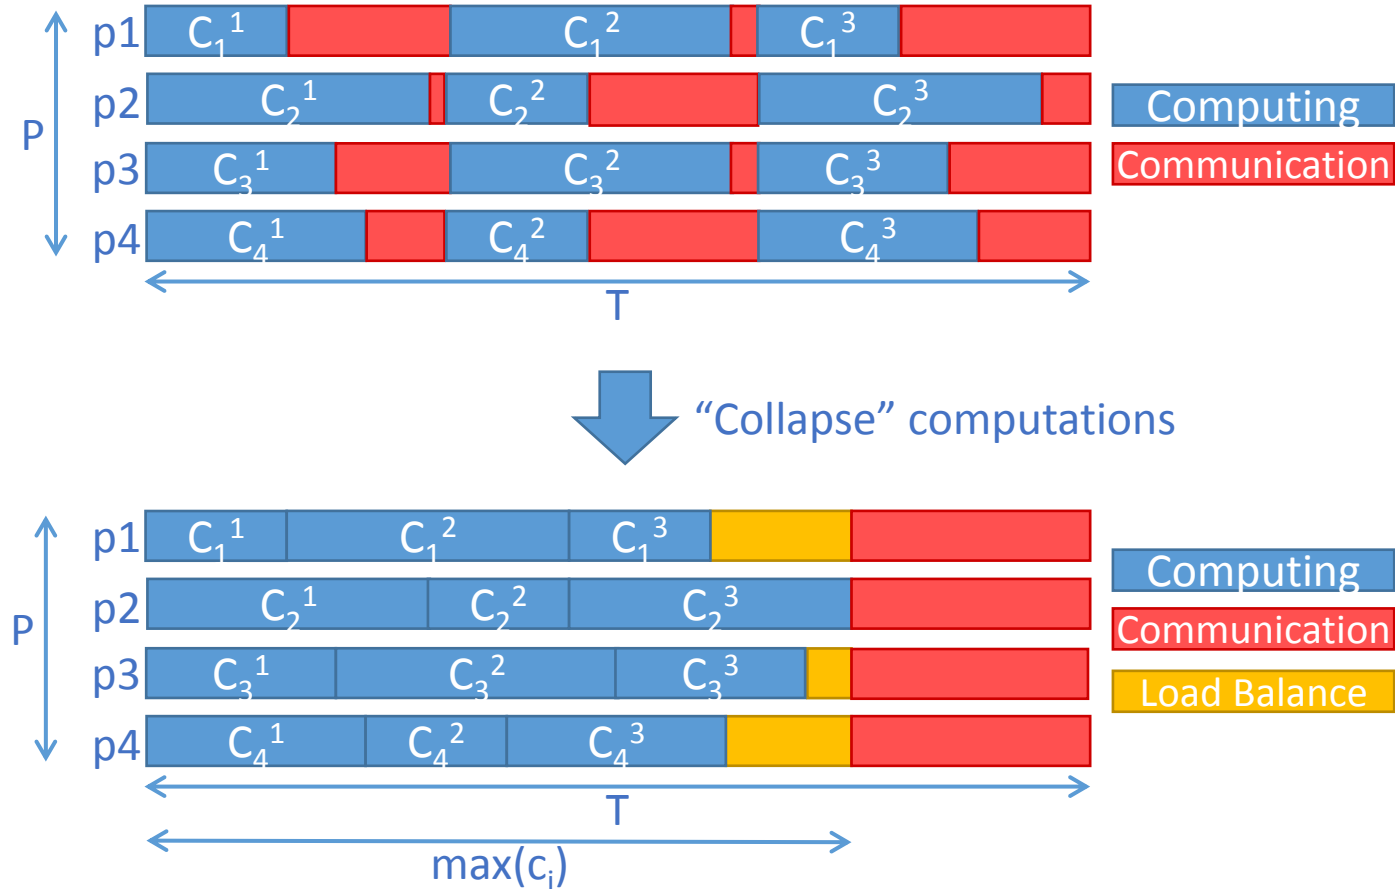 p1 C₁¹ C₁² C₁³
p2 C₂¹ C₂² C₂³
P
p3 C₃¹ C₃² C₃³
p4 C₄¹ C₄² C₄³
T
Computing
Communication
“Collapse” computations
p1 C₁¹ C₁² C₁³
p2 C₂¹ C₂² C₂³
P
p3 C₃¹ C₃² C₃³
p4 C₄¹ C₄² C₄³
T
max(cᵢ)
Computing
Communication
Load Balance